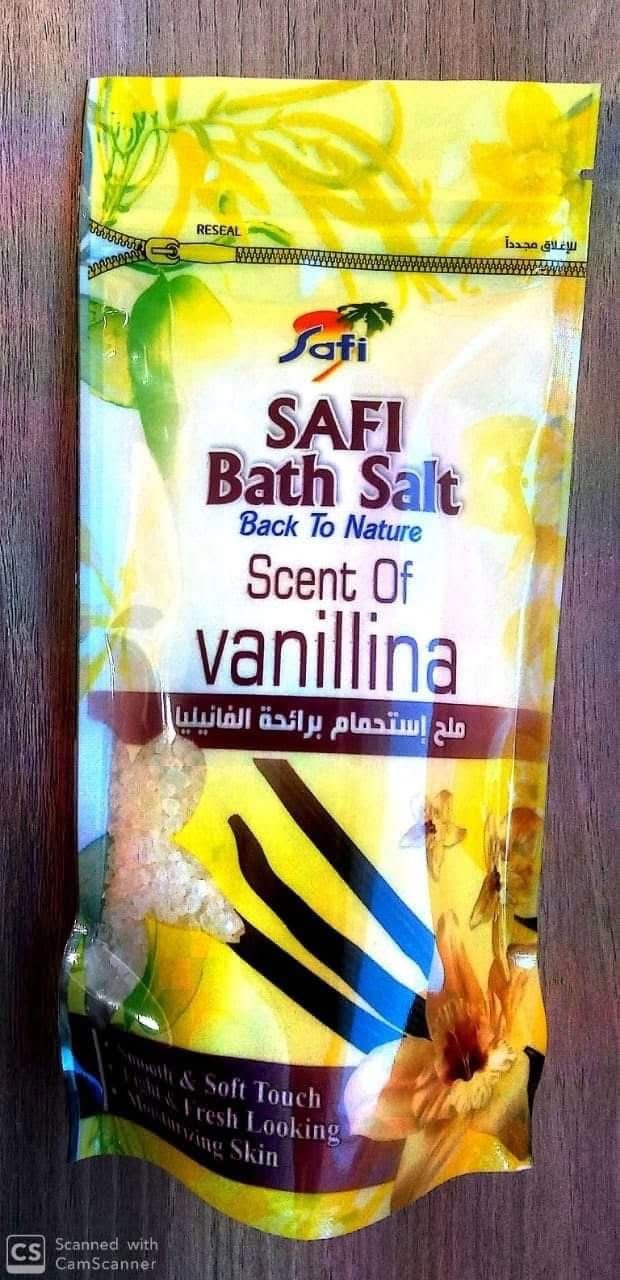 RESEAL
للإغلاق مجدداً
Safi
SAFI
Bath Salt
Back To Nature
Scent Of
vanillina
ملح إستحمام برائحة الفانيليا
Smooth & Soft Touch
Light & Fresh Looking
Moisturizing Skin
CS
Scanned with
CamScanner